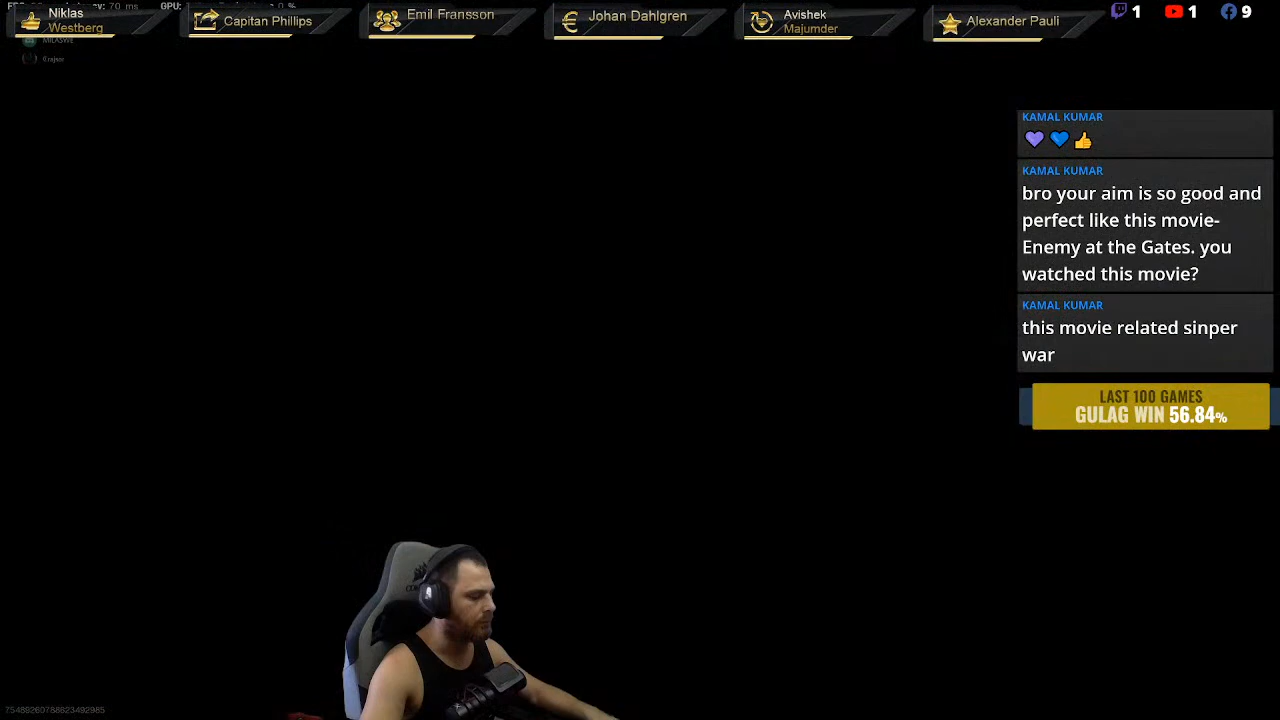 Niklas
Westberg
Capitan Phillips
Emil Fransson
Johan Dahlgren
Avishek
Majumder
Alexander Pauli
1
1
9
MILASWE
KAMAL KUMAR
KAMAL KUMAR
bro your aim is so good and
perfect like this movie-
Enemy at the Gates. you
watched this movie?
KAMAL KUMAR
this movie related sinper
war
LAST 100 GAMES
GULAG WIN 56.84%
75489260788823492985